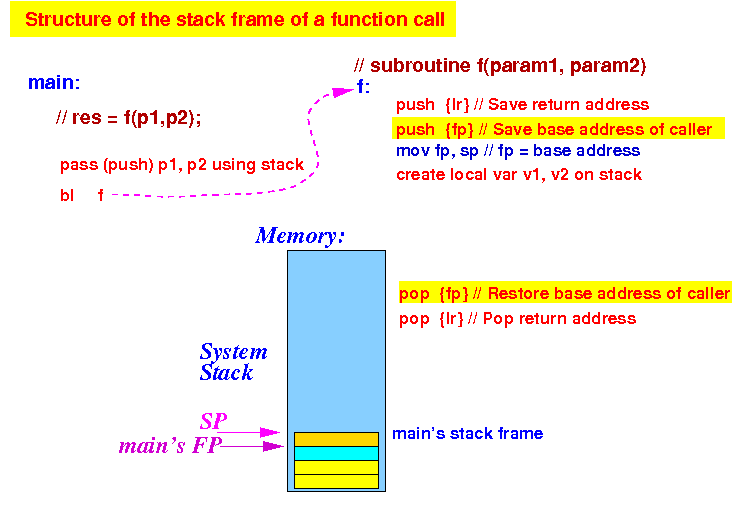 Structure of the stack frame of a function call
main:
// res = f(p1,p2);
pass (push) p1, p2 using stack
bl f
// subroutine f(param1, param2)
f:
push {lr} // Save return address
push {fp} // Save base address of caller
mov fp, sp // fp = base address
create local var v1, v2 on stack
Memory:
pop {fp} // Restore base address of caller
pop {lr} // Pop return address
System
Stack
SP
main's FP
main's stack frame